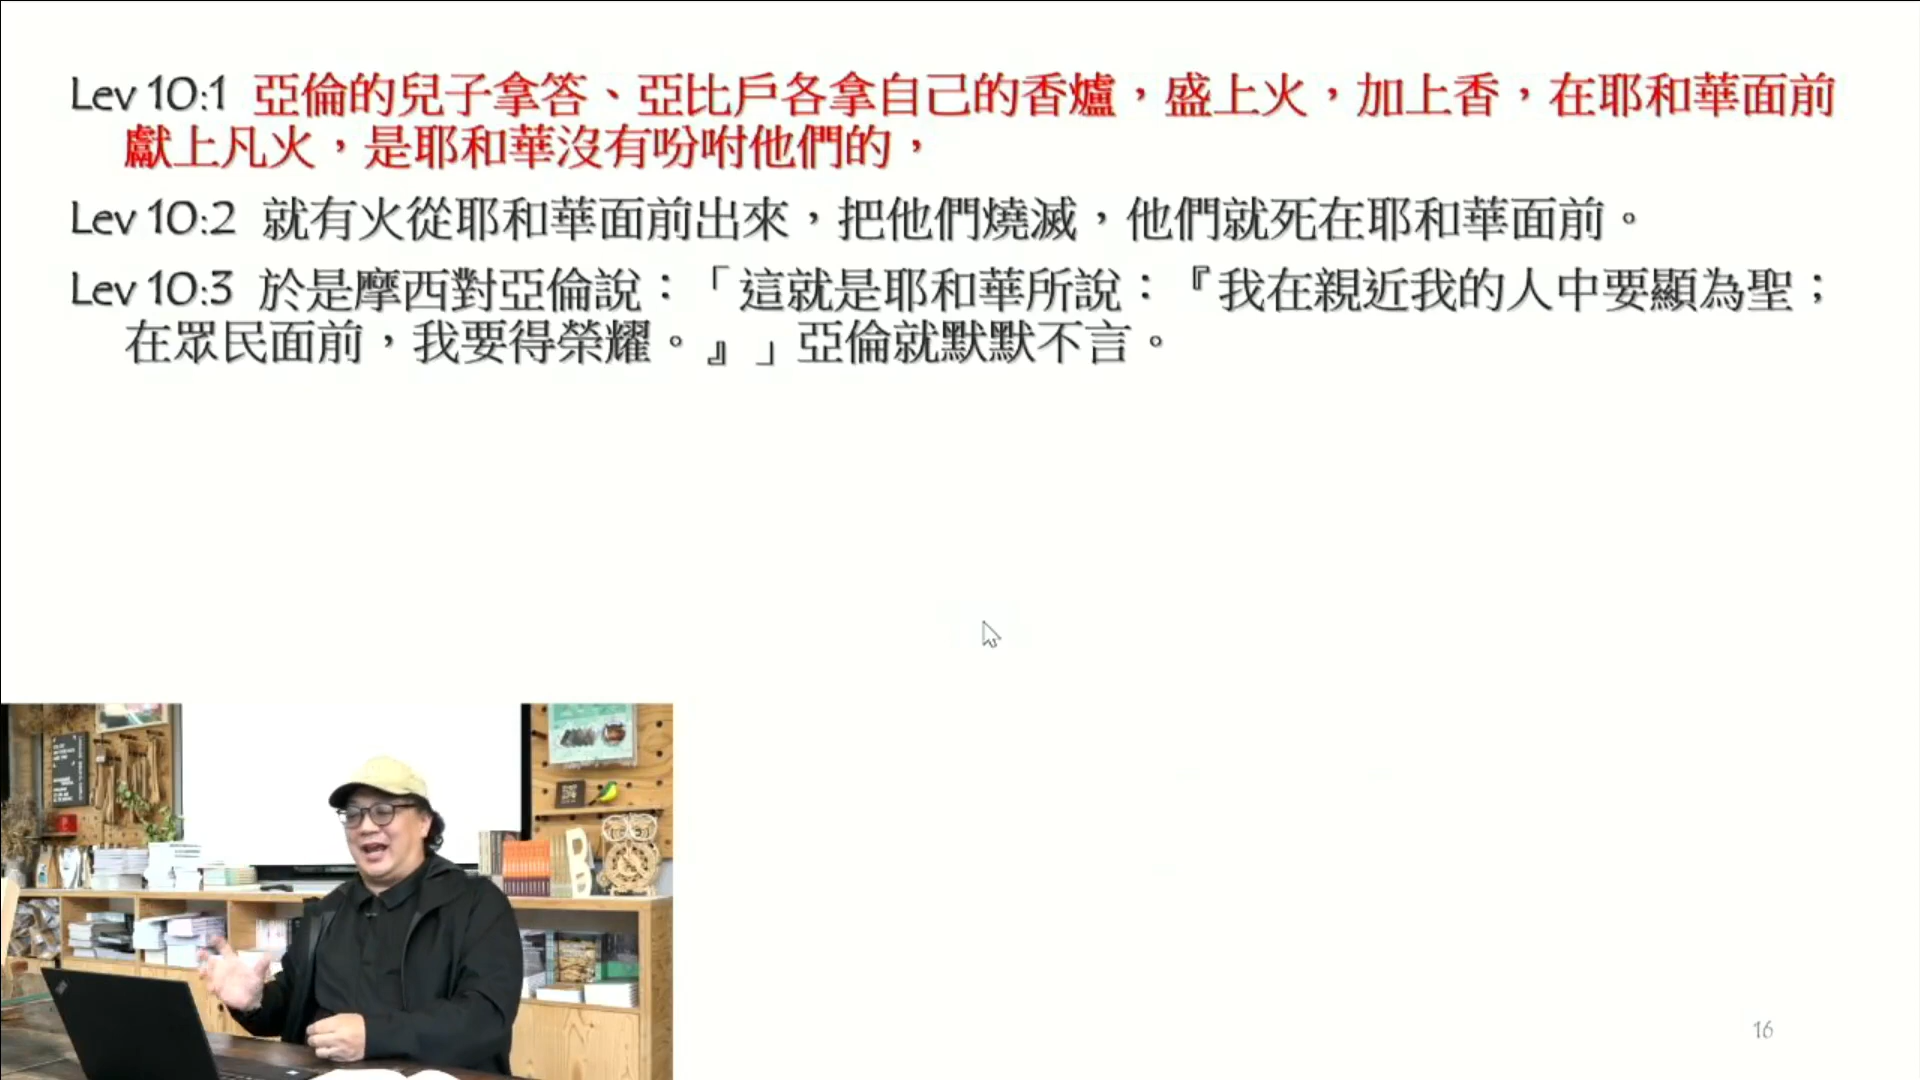 Lev 10:1 亞倫的兒子拿答、亞比戶各拿自己的香爐，盛上火，加上香，在耶和華面前
獻上凡火，是耶和華沒有吩咐他們的，
Lev 10:2 就有火從耶和華面前出來，把他們燒滅，他們就死在耶和華面前。
Lev 10:3 於是摩西對亞倫說：「這就是耶和華所說：『我在親近我的人中要顯為聖；
在眾民面前，我要得榮耀。』」亞倫就默默不言。
16